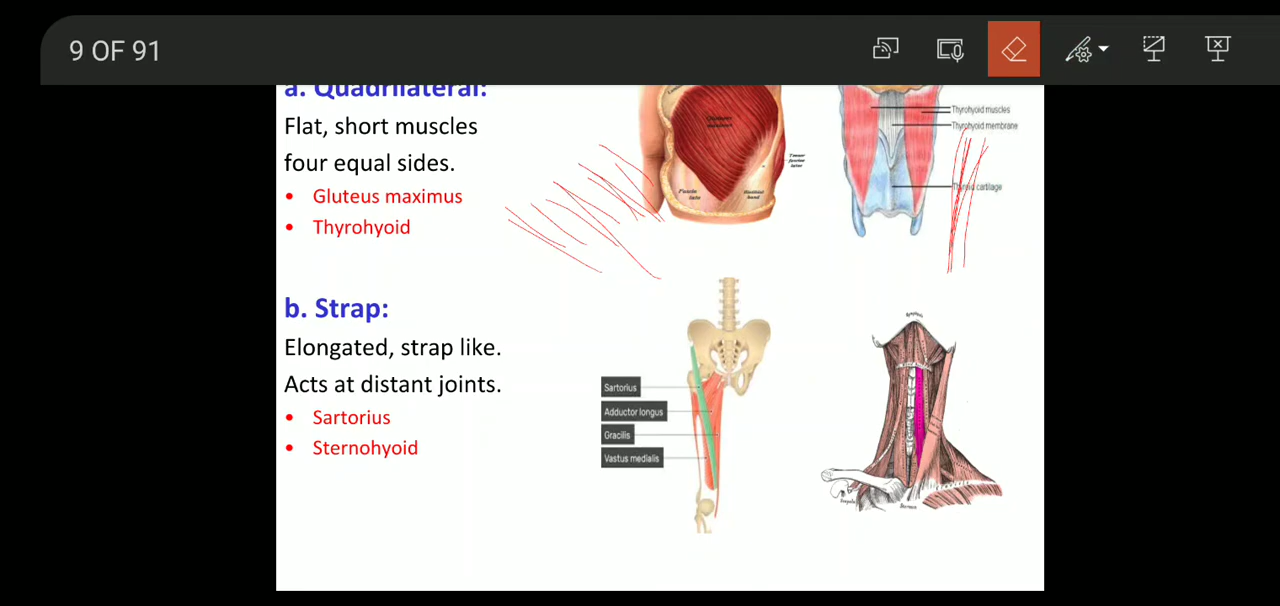 9 OF 91
a. Quadrilateral:
Flat, short muscles
four equal sides.
• Gluteus maximus
• Thyrohyoid
Thyrohyoid muscles
Thyrohyoid membrane
Thyroid cartilage
b. Strap:
Elongated, strap like.
Acts at distant joints.
• Sartorius
• Sternohyoid
Sartorius
Adductor longus
Gracilis
Vastus medialis